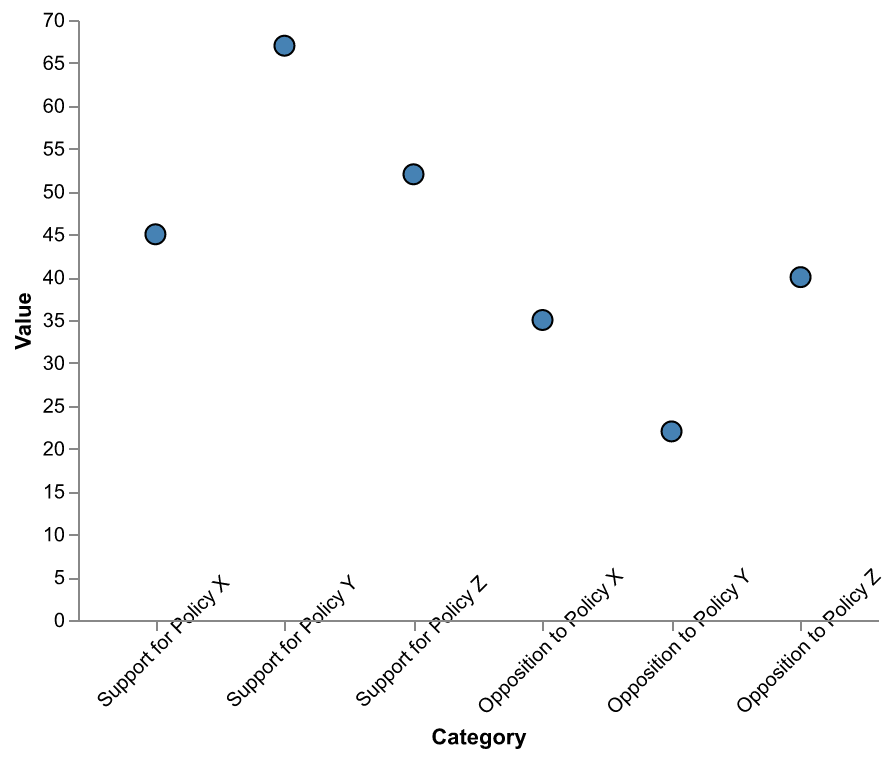 70
65
60
55
50
45
40
35
30
25
20
15
10
5
0
Value
Support for Policy X
Support for Policy Y
Support for Policy Z
Opposition to Policy X
Opposition to Policy Y
Opposition to Policy Z
Category